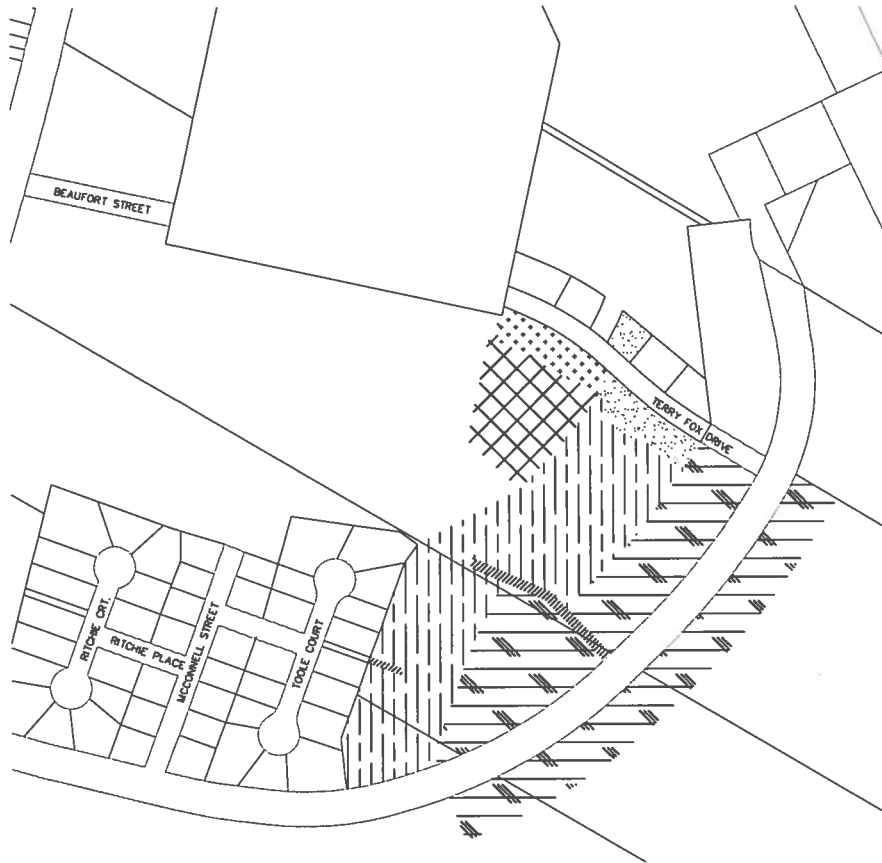 BEAUFORT STREET
TERRY FOX DRIVE
RITCHIE CRT.
RITCHIE PLACE
MCCONNELL STREET
TOOLE COURT